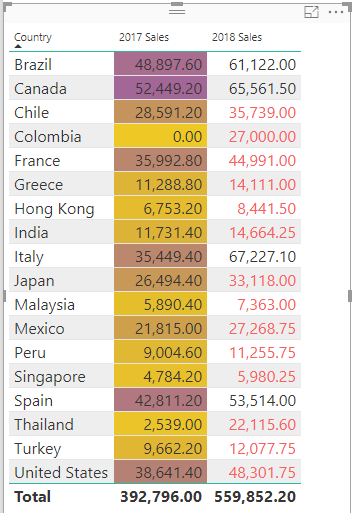 Country 2017 Sales 2018 Sales
Brazil 48,897.60 61,122.00
Canada 52,449.20 65,561.50
Chile 28,591.20 35,739.00
Colombia 0.00 27,000.00
France 35,992.80 44,991.00
Greece 11,288.80 14,111.00
Hong Kong 6,753.20 8,441.50
India 11,731.40 14,664.25
Italy 35,449.40 67,227.10
Japan 26,494.40 33,118.00
Malaysia 5,890.40 7,363.00
Mexico 21,815.00 27,268.75
Peru 9,004.60 11,255.75
Singapore 4,784.20 5,980.25
Spain 42,811.20 53,514.00
Thailand 2,539.00 22,115.60
Turkey 9,662.20 12,077.75
United States 38,641.40 48,301.75
Total 392,796.00 559,852.20